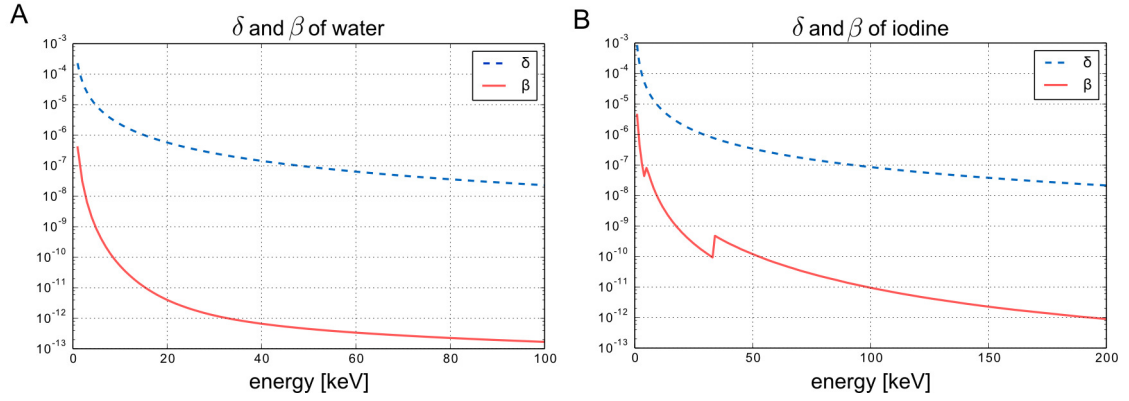 A
δ and β of water
10⁻³
10⁻⁴
10⁻⁵
10⁻⁶
10⁻⁷
10⁻⁸
10⁻⁹
10⁻¹⁰
10⁻¹¹
10⁻¹²
10⁻¹³
0 20 40 60 80 100
energy [keV]
δ
β
B
δ and β of iodine
10⁻³
10⁻⁴
10⁻⁵
10⁻⁶
10⁻⁷
10⁻⁸
10⁻⁹
10⁻¹⁰
10⁻¹¹
10⁻¹²
10⁻¹³
0 50 100 150 200
energy [keV]
δ
β